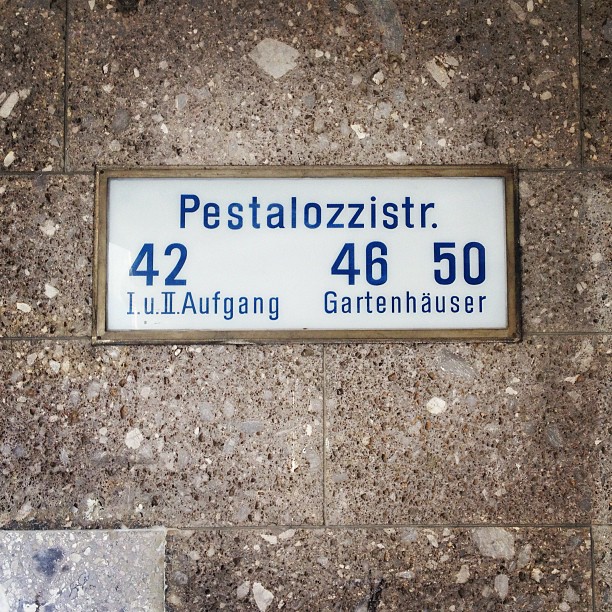 Pestalozzistr.
42 46 50
I.u.II.Aufgang Gartenhäuser